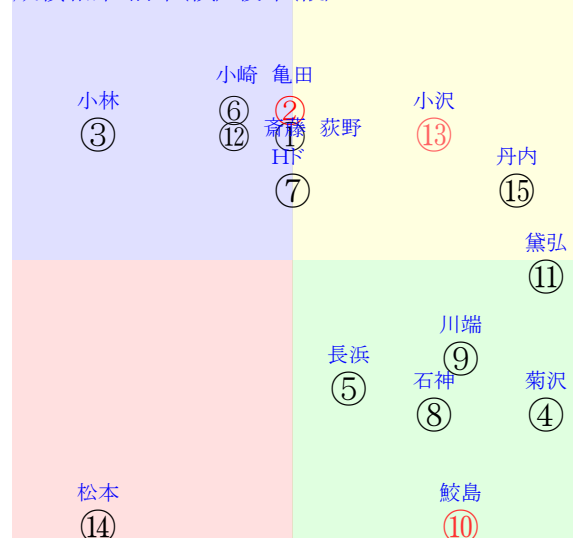 小崎 亀田
小林 小沢
⑥ ②
③ ⑫ 斎藤 ① 荻野 ⑬
Hド 丹内
⑦ ⑮
黛弘
⑪
川端
長浜 ⑨
⑤ 石神 菊沢
⑧ ④
松本 鮫島
⑭ ⑩